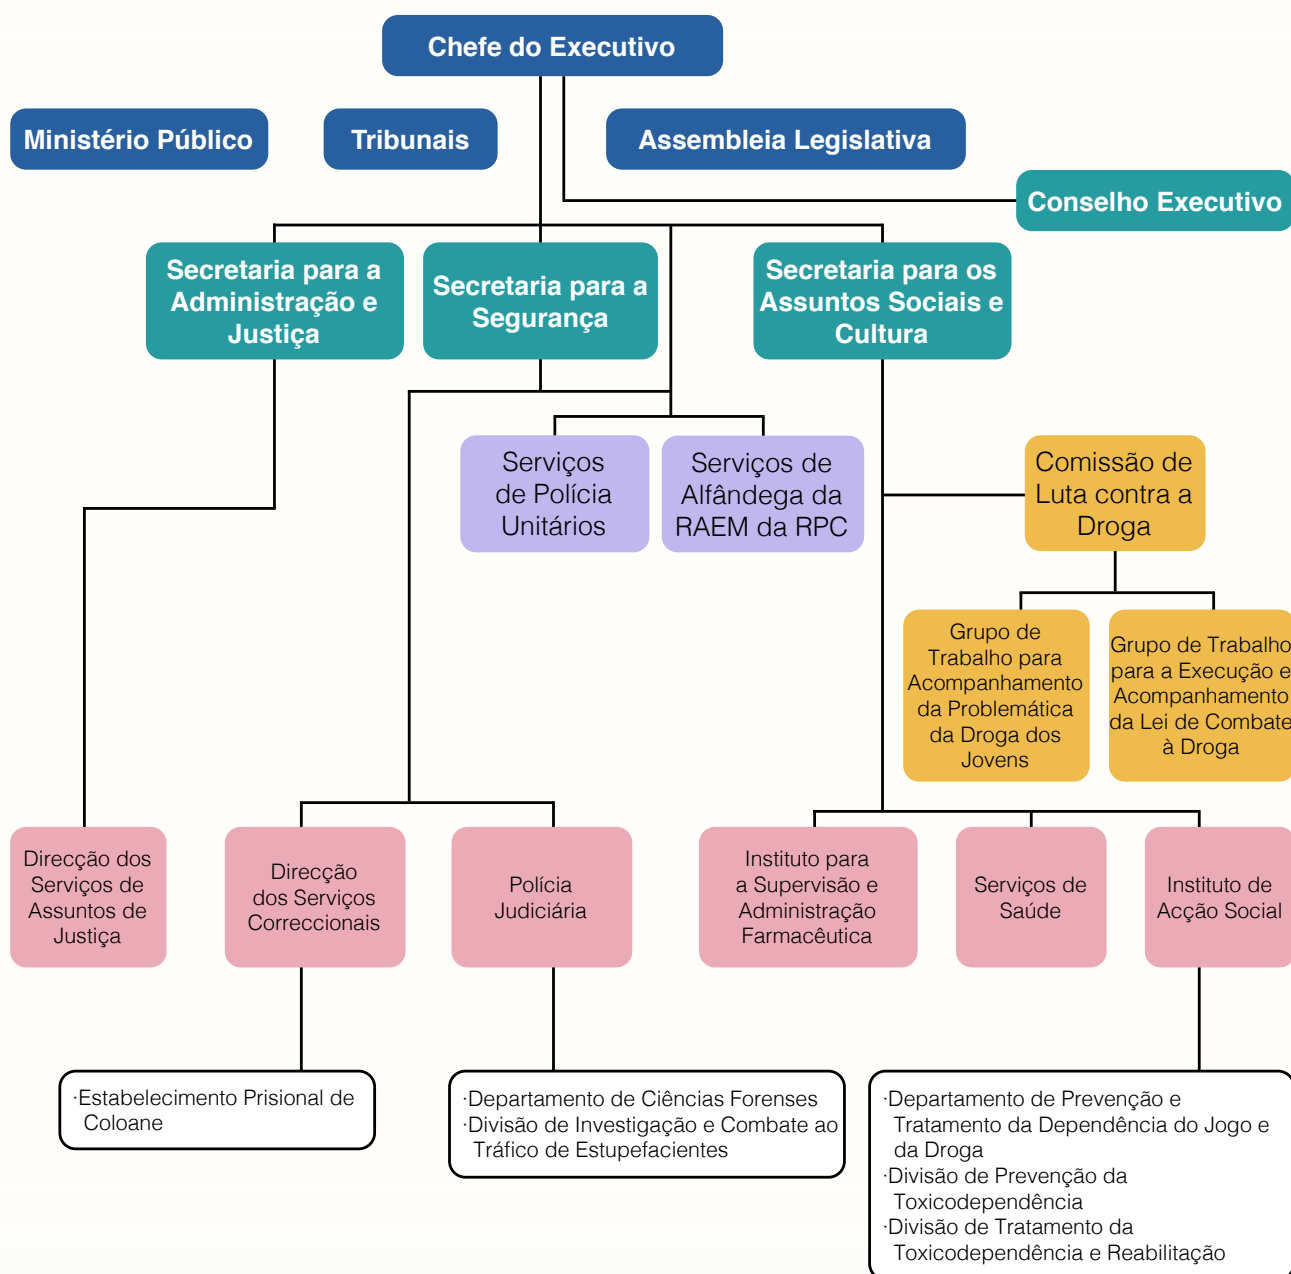 Chefe do Executivo
Ministério Público
Tribunais
Assembleia Legislativa
Conselho Executivo
Secretaria para a
Administração e
Justiça
Secretaria para a
Segurança
Secretaria para os
Assuntos Sociais e
Cultura
Serviços
de Polícia
Unitários
Serviços de
Alfândega da
RAEM da RPC
Comissão de
Luta contra a
Droga
Grupo de
Trabalho para
Acompanhamento
da Problemática
da Droga dos
Jovens
Grupo de Trabalho
para a Execução e
Acompanhamento
da Lei de Combate
à Droga
Direcção dos
Serviços de
Assuntos de
Justiça
Direcção
dos Serviços
Correccionais
Polícia
Judiciária
Instituto para
a Supervisão e
Administração
Farmacêutica
Serviços de
Saúde
Instituto de
Acção Social
·Estabelecimento Prisional de
Coloane
·Departamento de Ciências Forenses
·Divisão de Investigação e Combate ao
Tráfico de Estupefacientes
·Departamento de Prevenção e
Tratamento da Dependência do Jogo e
da Droga
·Divisão de Prevenção da
Toxicodependência
·Divisão de Tratamento da
Toxicodependência e Reabilitação